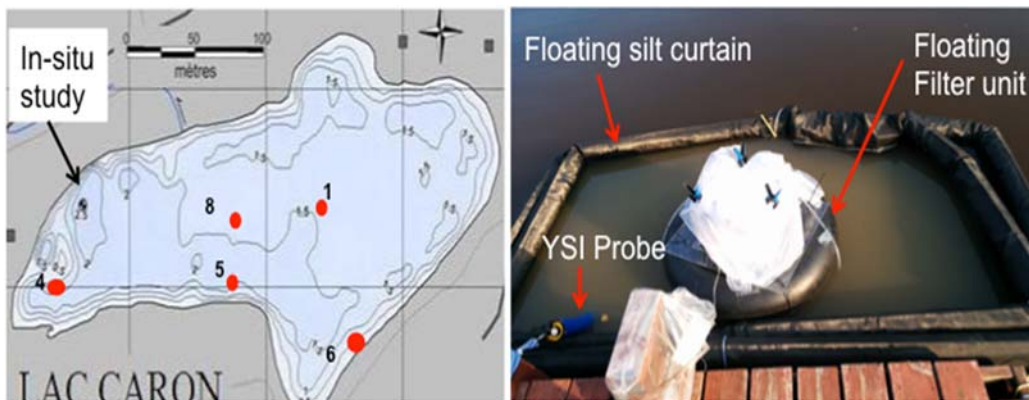 In-situ
study
0 50 100
mètres
8
1
5
4
6
LAC CARON
Floating silt curtain
Floating
Filter unit
YSI Probe